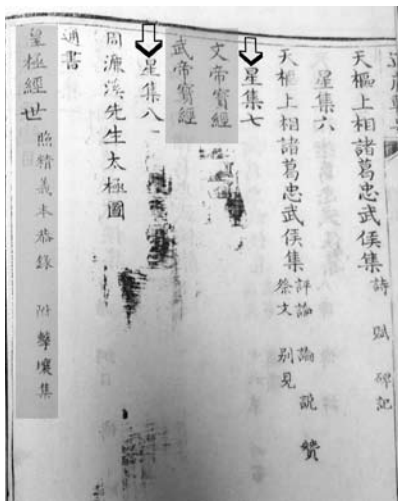 天樞上相諸葛忠武侯集 詩 賦 碑記
星集六
天樞上相諸葛忠武侯集 評論 論 說 贊 祭文 別見
星集七
文帝寶經
武帝寶經
星集八
周濂溪先生太極圖
通書
皇極經世 照精義本恭錄 附擊壤集